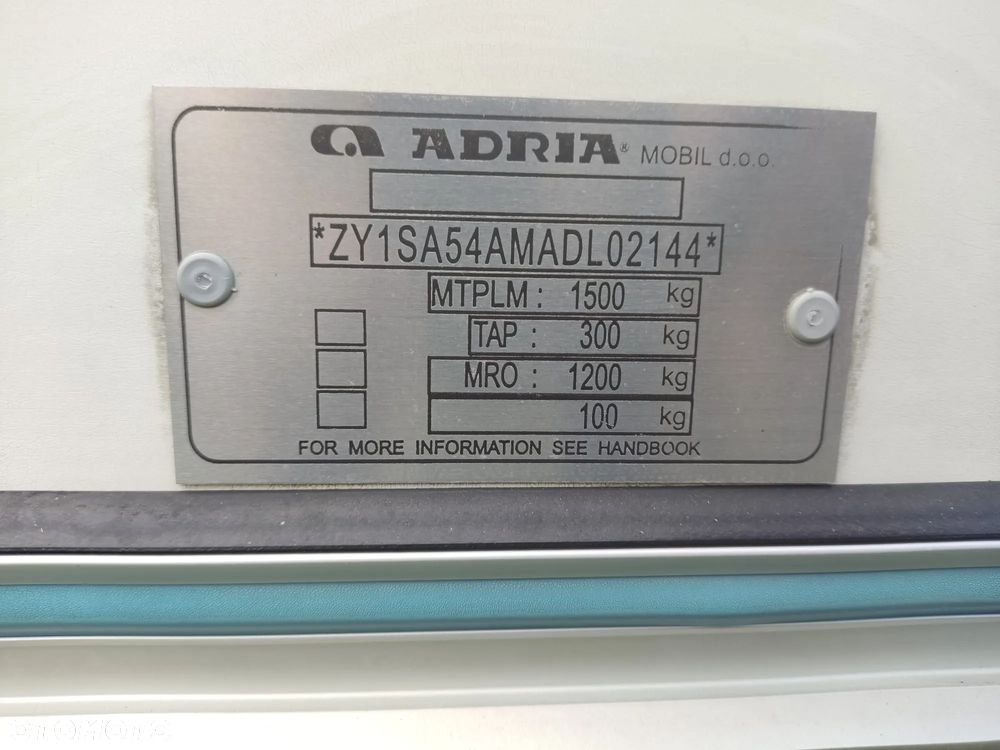 ADRIA® MOBIL d.o.o.
*ZY1SA54AMADL02144*
MTPLM : 1500 kg
TAP : 300 kg
MRO : 1200 kg
100 kg
FOR MORE INFORMATION SEE HANDBOOK
OTOMOTO